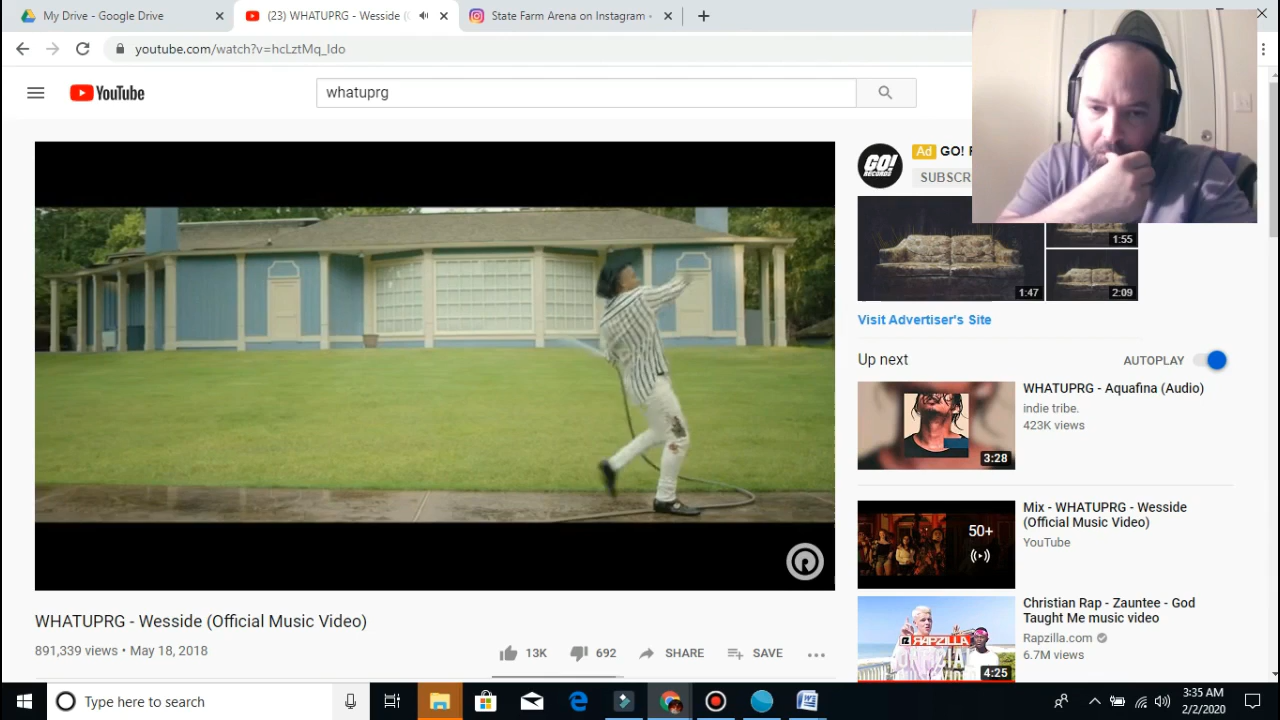 My Drive - Google Drive
(23) WHATUPRG - Wesside (
State Farm Arena on Instagram -
youtube.com/watch?v=hcLztMq_Ido
YouTube
whatuprg
GO!
RECORDS
Ad GO!
SUBSCR
1:55
1:47
2:09
Visit Advertiser's Site
Up next
AUTOPLAY
WHATUPRG - Aquafina (Audio)
indie tribe.
423K views
3:28
Mix - WHATUPRG - Wesside
(Official Music Video)
YouTube
50+
Christian Rap - Zauntee - God
Taught Me music video
Rapzilla.com
6.7M views
RAPZILLA
4:25
WHATUPRG - Wesside (Official Music Video)
891,339 views • May 18, 2018
13K
692
SHARE
SAVE
Type here to search
3:35 AM
2/2/2020